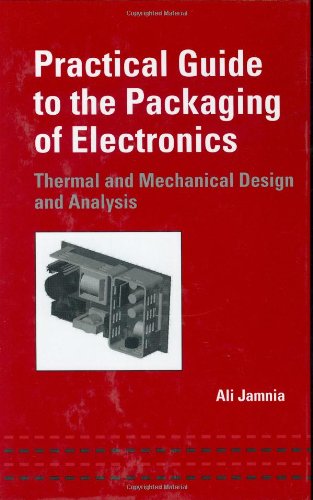 Practical Guide
to the Packaging
of Electronics
Thermal and Mechanical Design
and Analysis
Ali Jamnia